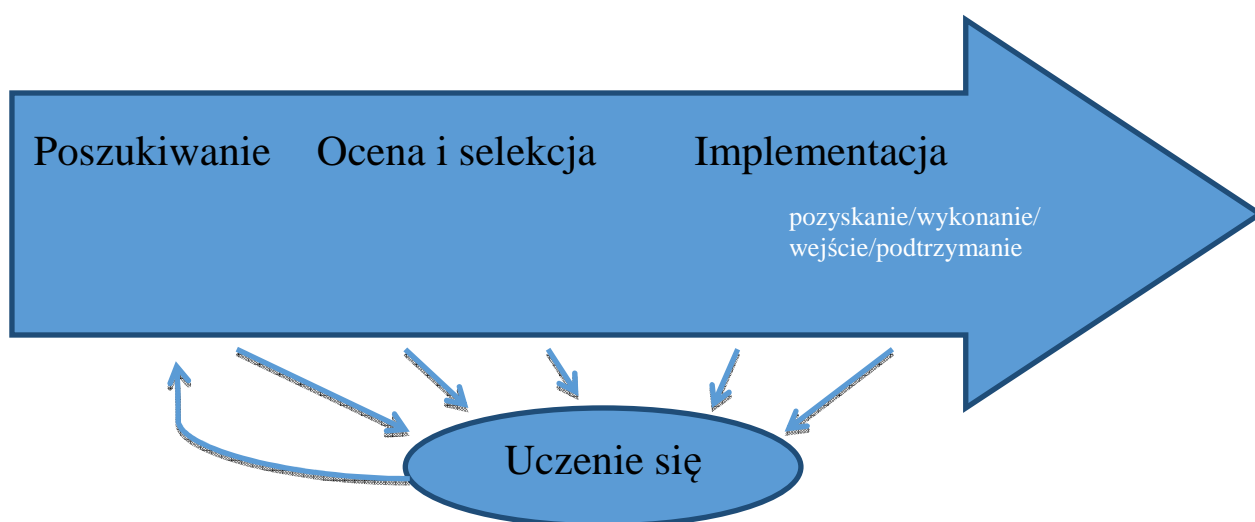 Poszukiwanie Ocena i selekcja Implementacja
pozyskanie/wykonanie/
wejście/podtrzymanie
Uczenie się